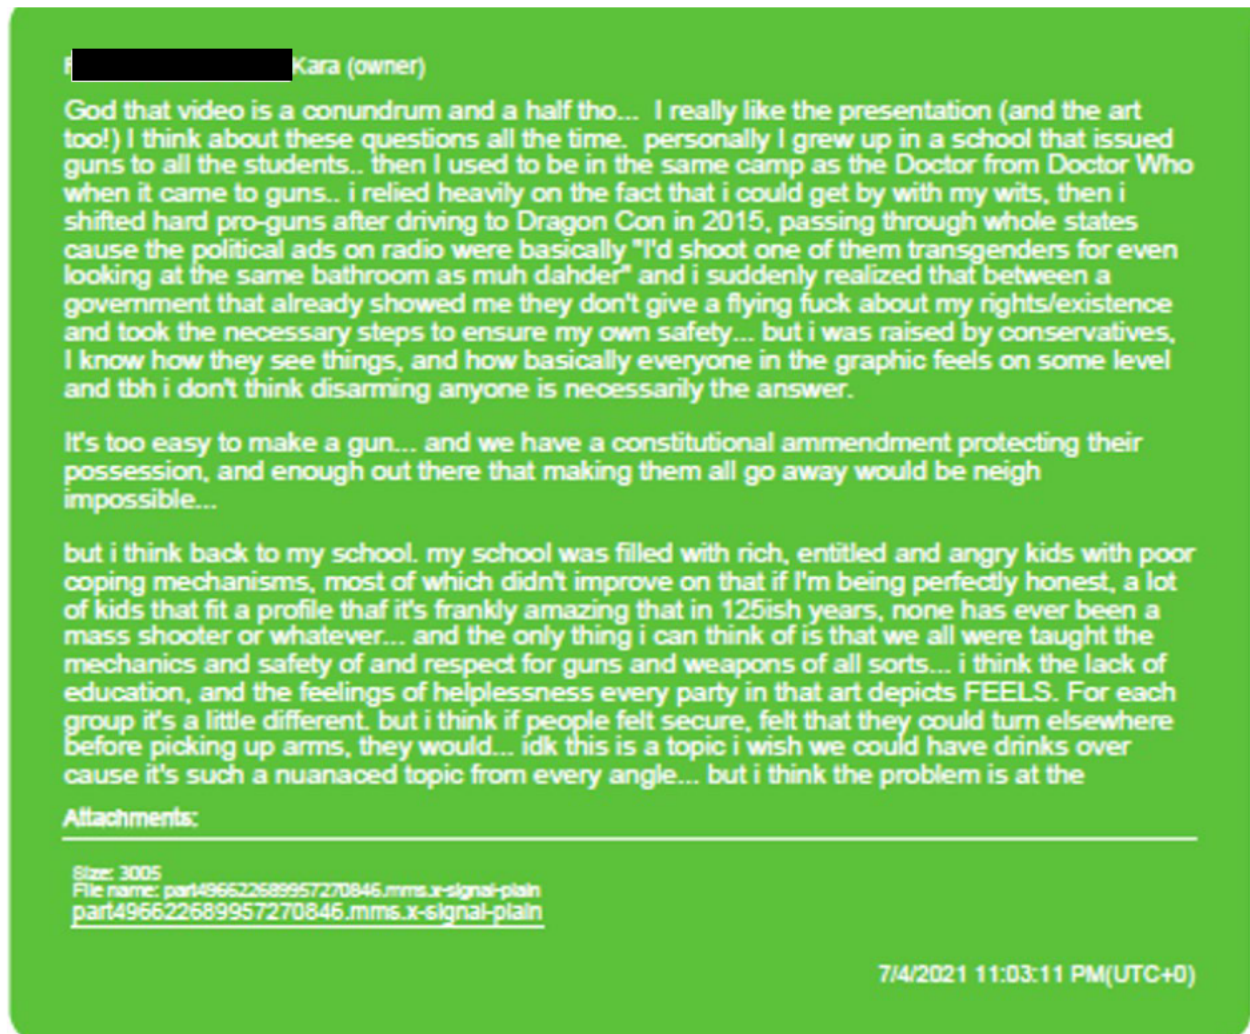 F Kara (owner)
God that video is a conundrum and a half tho... I really like the presentation (and the art
too!) I think about these questions all the time. personally I grew up in a school that issued
guns to all the students.. then I used to be in the same camp as the Doctor from Doctor Who
when it came to guns.. i relied heavily on the fact that i could get by with my wits, then i
shifted hard pro-guns after driving to Dragon Con in 2015, passing through whole states
cause the political ads on radio were basically "I'd shoot one of them transgenders for even
looking at the same bathroom as muh dahder" and i suddenly realized that between a
government that already showed me they don't give a flying fuck about my rights/existence
and took the necessary steps to ensure my own safety... but i was raised by conservatives,
I know how they see things, and how basically everyone in the graphic feels on some level
and tbh i don't think disarming anyone is necessarily the answer.
It's too easy to make a gun... and we have a constitutional ammendment protecting their
possession, and enough out there that making them all go away would be neigh
impossible...
but i think back to my school. my school was filled with rich, entitled and angry kids with poor
coping mechanisms, most of which didn't improve on that if I'm being perfectly honest, a lot
of kids that fit a profile thaf it's frankly amazing that in 125ish years, none has ever been a
mass shooter or whatever... and the only thing i can think of is that we all were taught the
mechanics and safety of and respect for guns and weapons of all sorts... i think the lack of
education, and the feelings of helplessness every party in that art depicts FEELS. For each
group it's a little different. but i think if people felt secure, felt that they could turn elsewhere
before picking up arms, they would... idk this is a topic i wish we could have drinks over
cause it's such a nuanaced topic from every angle... but i think the problem is at the
Attachments:
Size: 3005
File name: part496622689957270846.mms.x-signal-plain
part496622689957270846.mms.x-signal-plain
7/4/2021 11:03:11 PM(UTC+0)